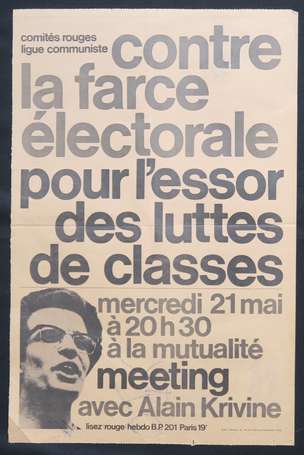 comités rouges
ligue communiste
contre
la farce
électorale
pour l'essor
des luttes
de classes
mercredi 21 mai
à 20 h 30
à la mutualité
meeting
avec Alain Krivine
lisez rouge hebdo B.P. 201 Paris 19ᵉ